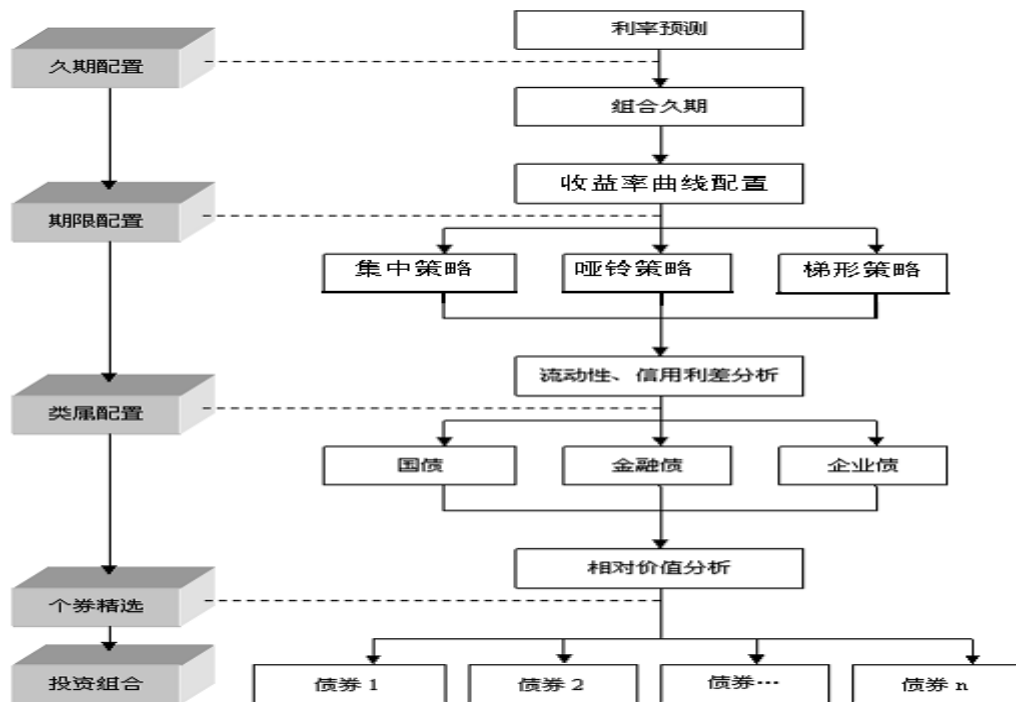 利率预测
久期配置
组合久期
收益率曲线配置
期限配置
集中策略
哑铃策略
梯形策略
流动性、信用利差分析
类属配置
国债
金融债
企业债
相对价值分析
个券精选
投资组合
债券 1
债券 2
债券…
债券 n